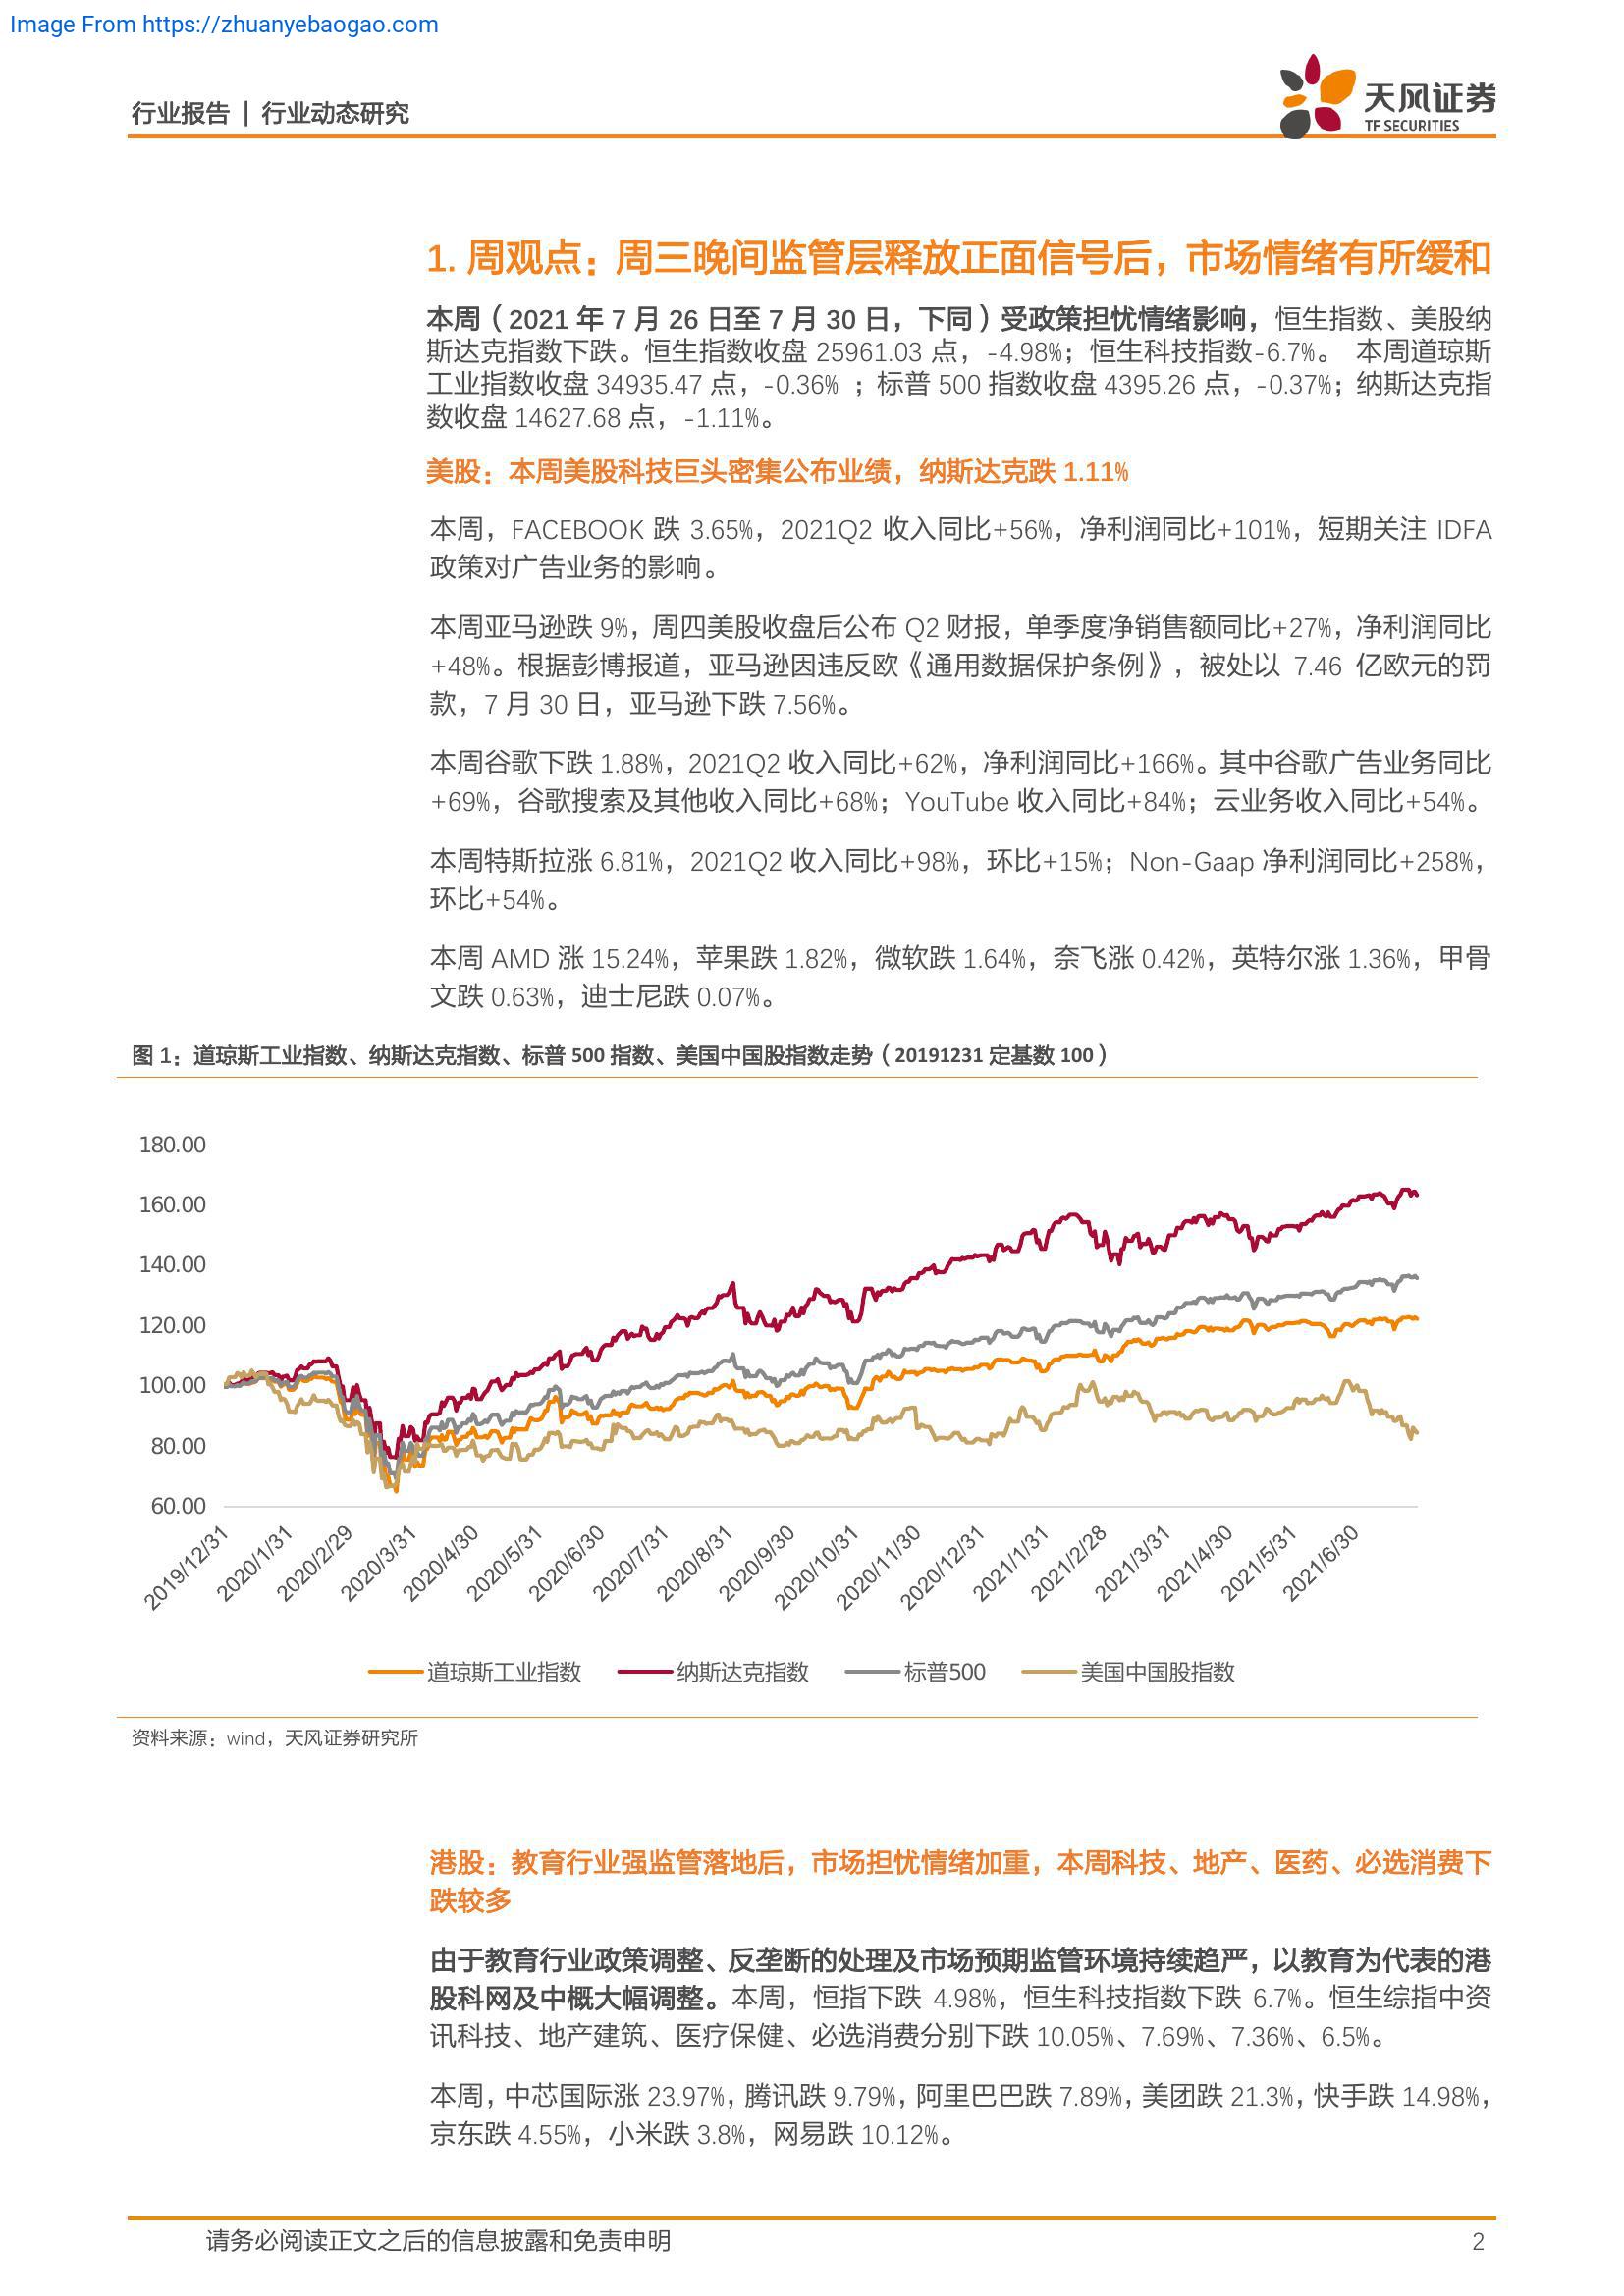 Image From https://zhuanyebaogao.com
行业报告 | 行业动态研究
天风证券
TF SECURITIES
1. 周观点：周三晚间监管层释放正面信号后，市场情绪有所缓和
本周（2021 年 7 月 26 日至 7 月 30 日，下同）受政策担忧情绪影响，恒生指数、美股纳
斯达克指数下跌。恒生指数收盘 25961.03 点，-4.98%；恒生科技指数-6.7%。 本周道琼斯
工业指数收盘 34935.47 点，-0.36% ；标普 500 指数收盘 4395.26 点，-0.37%；纳斯达克指
数收盘 14627.68 点，-1.11%。
美股：本周美股科技巨头密集公布业绩，纳斯达克跌 1.11%
本周，FACEBOOK 跌 3.65%，2021Q2 收入同比+56%，净利润同比+101%，短期关注 IDFA
政策对广告业务的影响。
本周亚马逊跌 9%，周四美股收盘后公布 Q2 财报，单季度净销售额同比+27%，净利润同比
+48%。根据彭博报道，亚马逊因违反欧《通用数据保护条例》，被处以 7.46 亿欧元的罚
款，7 月 30 日，亚马逊下跌 7.56%。
本周谷歌下跌 1.88%，2021Q2 收入同比+62%，净利润同比+166%。其中谷歌广告业务同比
+69%，谷歌搜索及其他收入同比+68%；YouTube 收入同比+84%；云业务收入同比+54%。
本周特斯拉涨 6.81%，2021Q2 收入同比+98%，环比+15%；Non-Gaap 净利润同比+258%，
环比+54%。
本周 AMD 涨 15.24%，苹果跌 1.82%，微软跌 1.64%，奈飞涨 0.42%，英特尔涨 1.36%，甲骨
文跌 0.63%，迪士尼跌 0.07%。
图 1：道琼斯工业指数、纳斯达克指数、标普 500 指数、美国中国股指数走势（20191231 定基数 100）
180.00
160.00
140.00
120.00
100.00
80.00
60.00
2019/12/31
2020/1/31
2020/2/29
2020/3/31
2020/4/30
2020/5/31
2020/6/30
2020/7/31
2020/8/31
2020/9/30
2020/10/31
2020/11/30
2020/12/31
2021/1/31
2021/2/28
2021/3/31
2021/4/30
2021/5/31
2021/6/30
道琼斯工业指数 纳斯达克指数 标普500 美国中国股指数
资料来源：wind，天风证券研究所
港股：教育行业强监管落地后，市场担忧情绪加重，本周科技、地产、医药、必选消费下
跌较多
由于教育行业政策调整、反垄断的处理及市场预期监管环境持续趋严，以教育为代表的港
股科网及中概大幅调整。本周，恒指下跌 4.98%，恒生科技指数下跌 6.7%。恒生综指中资
讯科技、地产建筑、医疗保健、必选消费分别下跌 10.05%、7.69%、7.36%、6.5%。
本周，中芯国际涨 23.97%，腾讯跌 9.79%，阿里巴巴跌 7.89%，美团跌 21.3%，快手跌 14.98%，
京东跌 4.55%，小米跌 3.8%，网易跌 10.12%。
请务必阅读正文之后的信息披露和免责申明
2